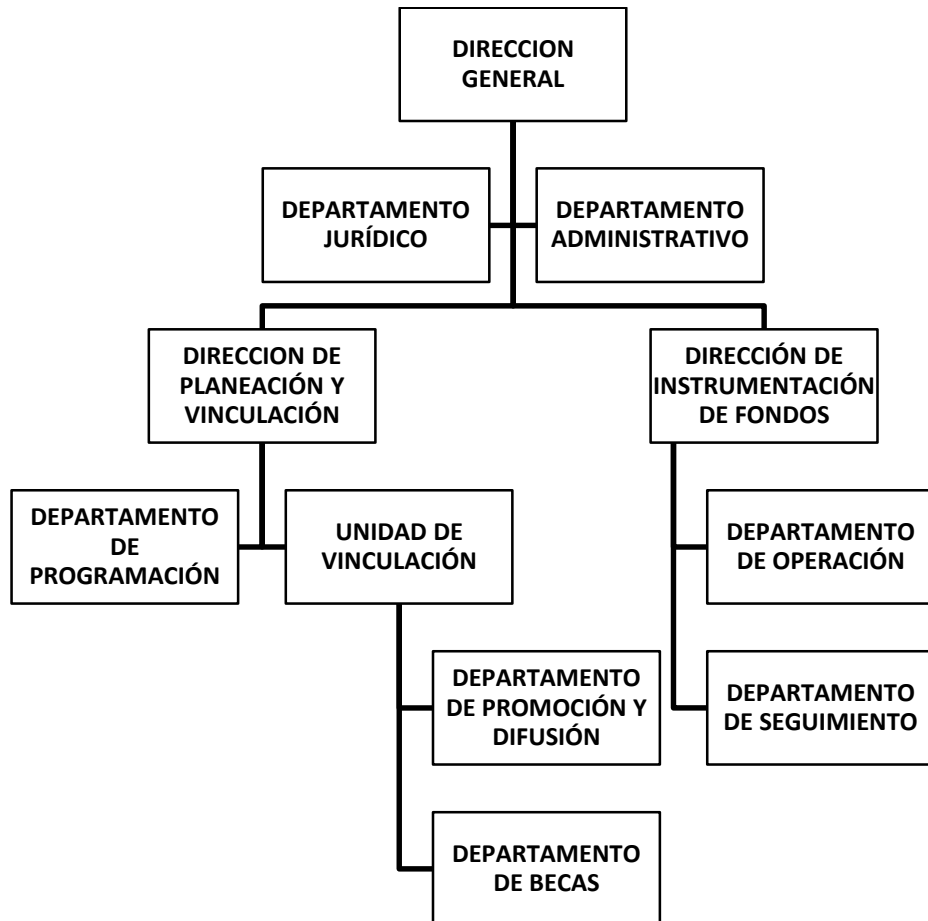 DIRECCION
GENERAL
DEPARTAMENTO
JURÍDICO
DEPARTAMENTO
ADMINISTRATIVO
DIRECCION DE
PLANEACIÓN Y
VINCULACIÓN
DIRECCIÓN DE
INSTRUMENTACIÓN
DE FONDOS
DEPARTAMENTO
DE
PROGRAMACIÓN
UNIDAD DE
VINCULACIÓN
DEPARTAMENTO
DE OPERACIÓN
DEPARTAMENTO
DE PROMOCIÓN Y
DIFUSIÓN
DEPARTAMENTO
DE SEGUIMIENTO
DEPARTAMENTO
DE BECAS